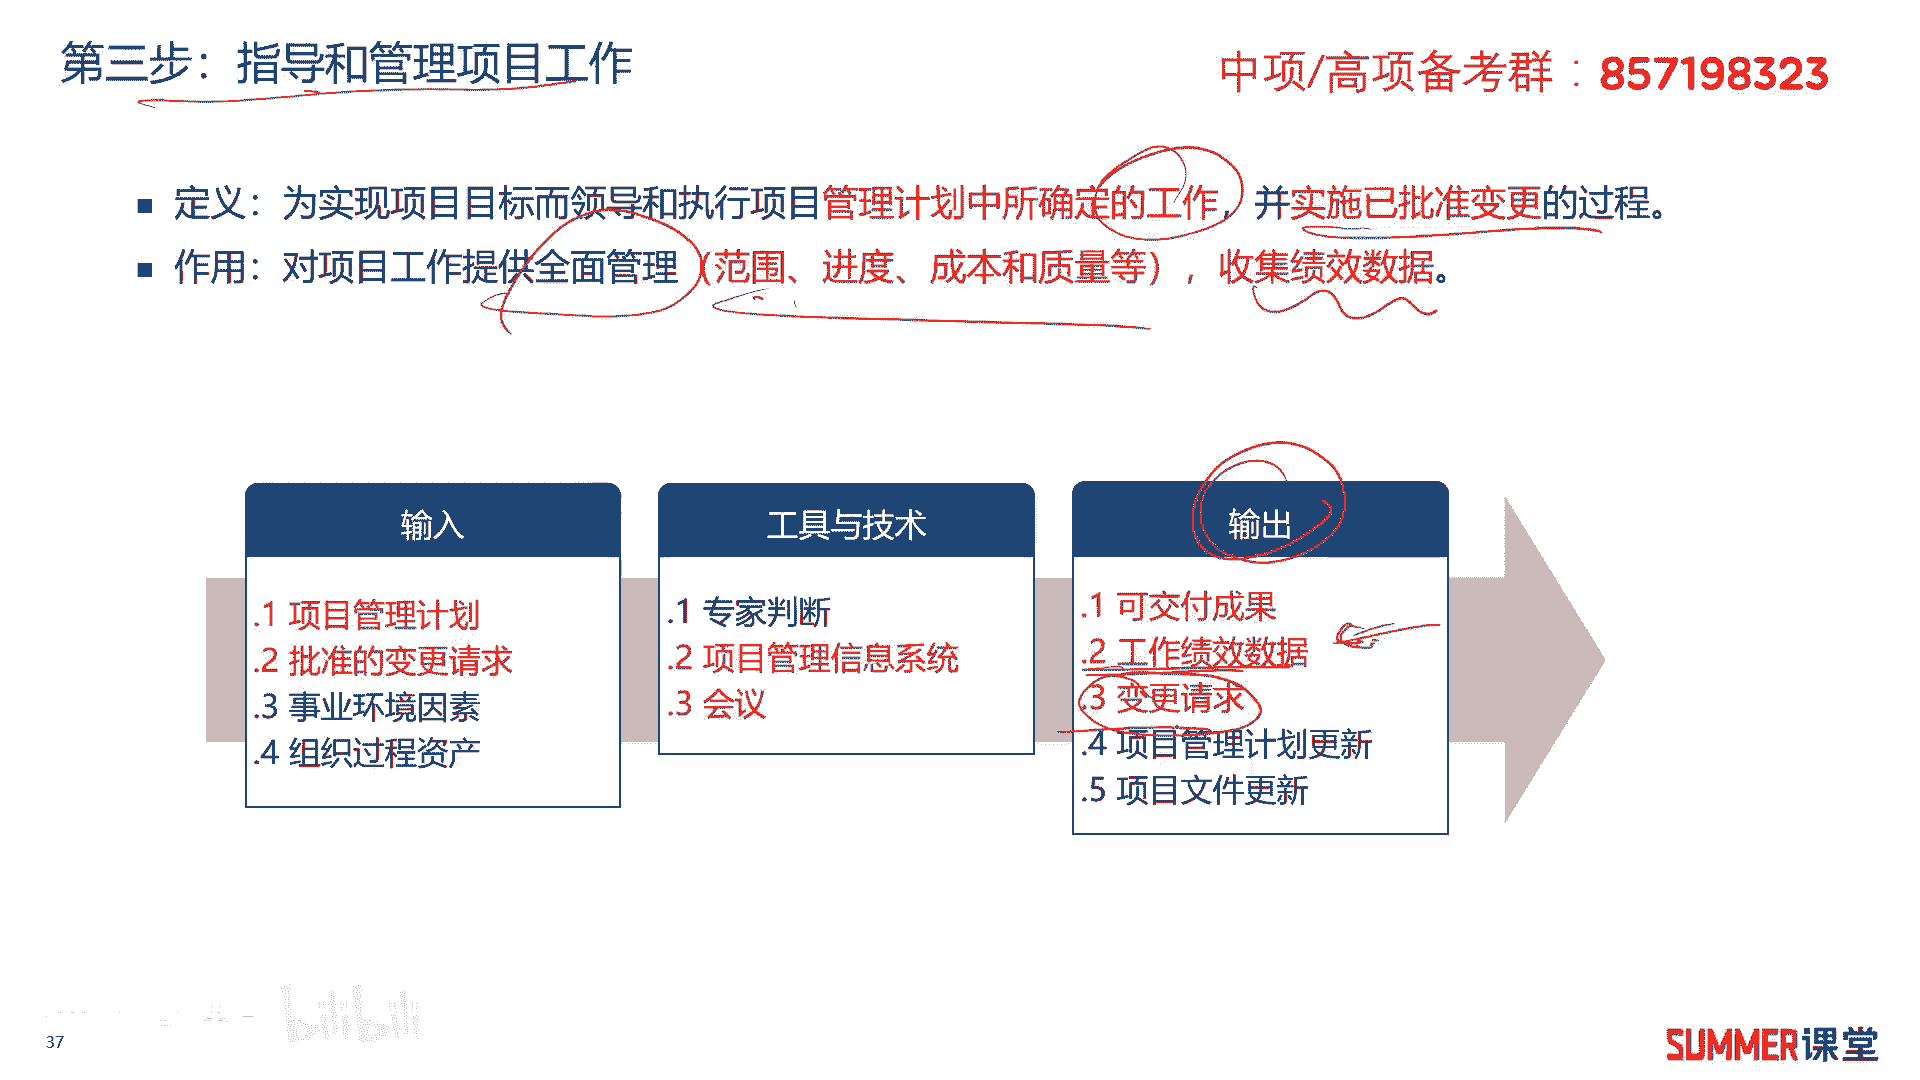 第三步：指导和管理项目工作
中项/高项备考群：857198323
■ 定义：为实现项目目标而领导和执行项目管理计划中所确定的工作，并实施已批准变更的过程。
■ 作用：对项目工作提供全面管理（范围、进度、成本和质量等），收集绩效数据。
输入
.1 项目管理计划
.2 批准的变更请求
.3 事业环境因素
.4 组织过程资产
工具与技术
.1 专家判断
.2 项目管理信息系统
.3 会议
输出
.1 可交付成果
.2 工作绩效数据
.3 变更请求
.4 项目管理计划更新
.5 项目文件更新
bilibili
37
SUMMER课堂